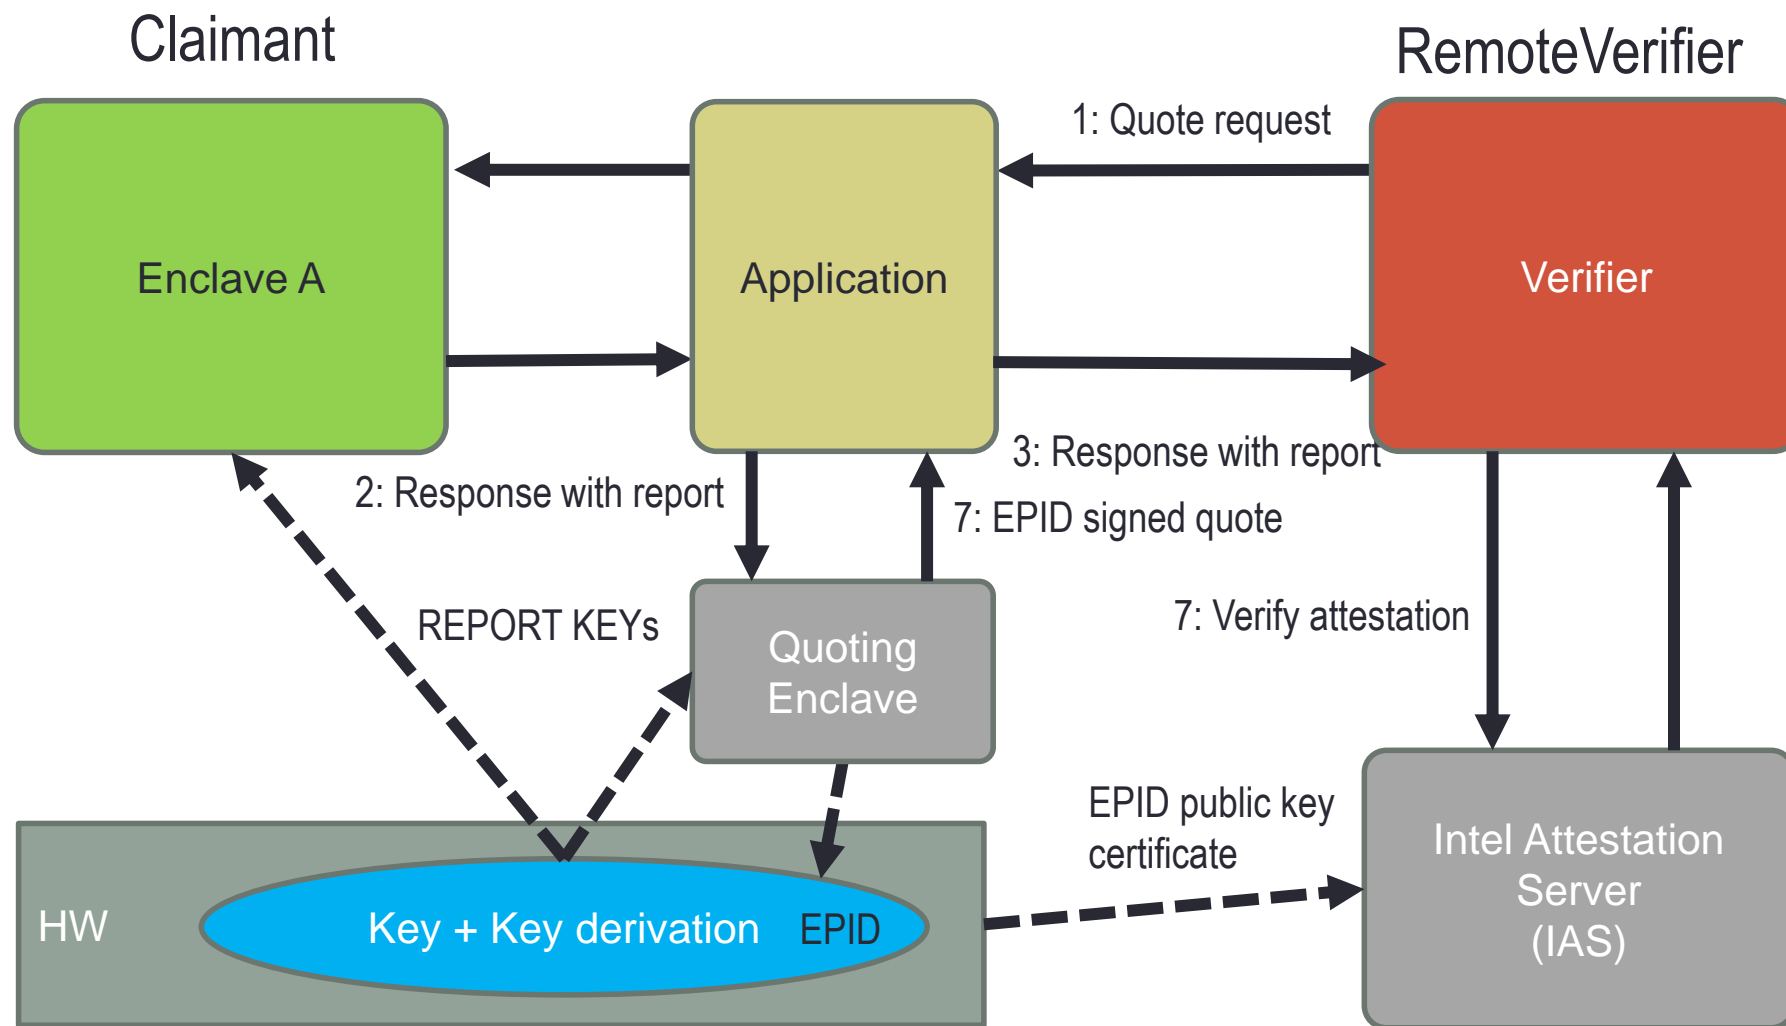 Claimant
RemoteVerifier
1: Quote request
Enclave A
Application
Verifier
3: Response with report
2: Response with report
7: EPID signed quote
REPORT KEYs
7: Verify attestation
Quoting
Enclave
EPID public key
certificate
Intel Attestation
Server
(IAS)
HW
Key + Key derivation
EPID